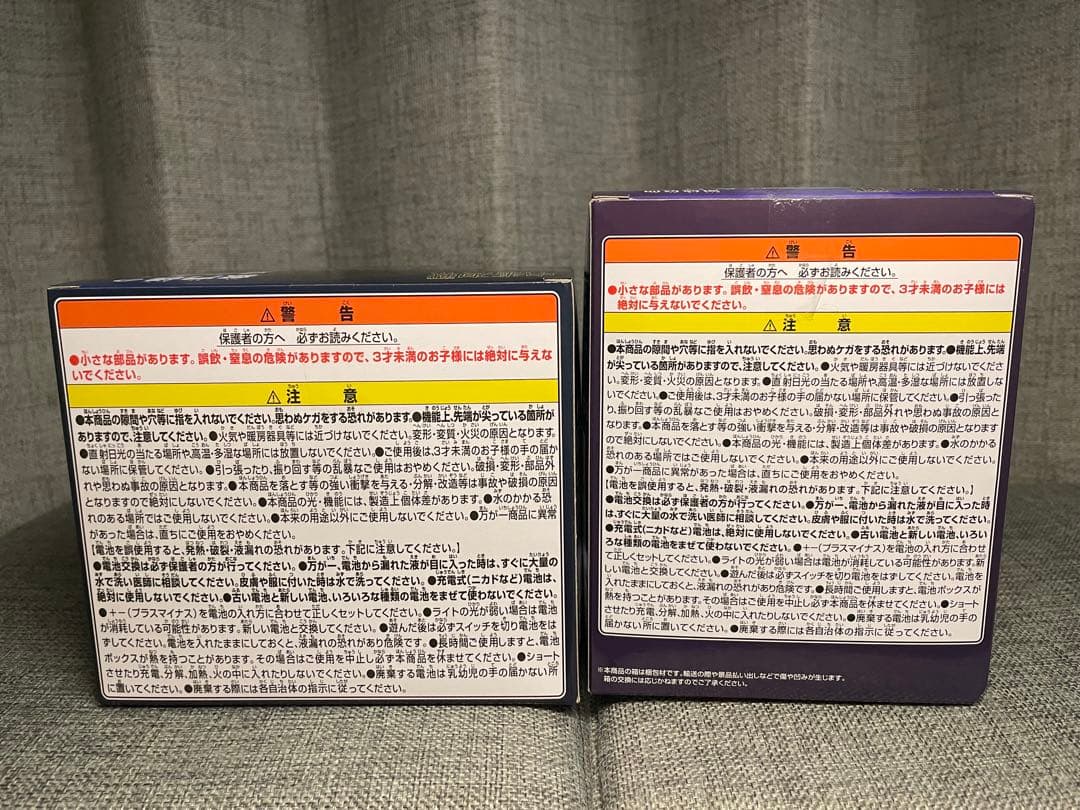 ⚠警告
保護者の方へ 必ずお読みください。
●小さな部品があります。誤飲・窒息の危険がありますので、3才未満のお子様には絶対に与えな
いでください。
⚠注意
●本商品の隙間や穴等に指を入れないでください。思わぬケガをする恐れがあります。●機能上、先端が尖っている箇所が
ありますので、注意してください。●火気や暖房器具等には近づけないでください。変形・変質・火災の原因となります。
●直射日光の当たる場所や高温・多湿な場所には放置しないでください。●ご使用後は、3才未満のお子様の手の届か
ない場所に保管してください。●引っ張ったり、振り回す等の乱暴なご使用はおやめください。破損・変形・部品外
れや思わぬ事故の原因となります。●本商品を落とす等の強い衝撃を与える・分解・改造等は事故や破損の原因
となりますので絶対にしないでください。●本商品の光・機能には、製造上個体差があります。●水のかかる恐
れのある場所ではご使用しないでください。●本来の用途以外にご使用しないでください。●万が一商品に異常
があった場合は、直ちにご使用をおやめください。
【電池を誤使用すると、発熱・破裂・液漏れの恐れがあります。下記に注意してください。】
●電池交換は必ず保護者の方が行ってください。●万が一、電池から漏れた液が目に入った時は、すぐに大量の
水で洗い医師に相談してください。皮膚や服に付いた時は水で洗ってください。●充電式(ニカドなど)電池は、
絶対に使用しないでください。●古い電池と新しい電池、いろいろな種類の電池をまぜて使わないでください。
●+−(プラスマイナス)を電池の入れ方に合わせて正しくセットしてください。●ライトの光が弱い場合は電池
が消耗している可能性があります。新しい電池と交換してください。●遊んだ後は必ずスイッチを切り電池をは
ずしてください。電池を入れたままにしておくと、液漏れの恐れがあり危険です。●長時間ご使用しますと、電池
ボックスが熱を持つことがあります。その場合はご使用を中止し必ず本商品を休ませてください。●ショート
させたり充電、分解、加熱、火の中に入れたりしないでください。●廃棄する電池は乳幼児の手の届かない所
に置いてください。●廃棄する際には各自治体の指示に従ってください。
⚠警告
保護者の方へ 必ずお読みください。
●小さな部品があります。誤飲・窒息の危険がありますので、3才未満のお子様には
絶対に与えないでください。
⚠注意
●本商品の隙間や穴等に指を入れないでください。思わぬケガをする恐れがあります。●機能上、先端
が尖っている箇所がありますので、注意してください。●火気や暖房器具等には近づけないでくださ
い。変形・変質・火災の原因となります。●直射日光の当たる場所や高温・多湿な場所には放置しな
いでください。●ご使用後は、3才未満のお子様の手の届かない場所に保管してください。●引っ張っ
たり、振り回す等の乱暴なご使用はおやめください。破損・変形・部品外れや思わぬ事故の原因となり
ます。●本商品を落とす等の強い衝撃を与える・分解・改造等は事故や破損の原因となりますの
で絶対にしないでください。●本商品の光・機能には、製造上個体差があります。●水のかかる
恐れのある場所ではご使用しないでください。●本来の用途以外にご使用しないでください。
●万が一商品に異常があった場合は、直ちにご使用をおやめください。
【電池を誤使用すると、発熱・破裂・液漏れの恐れがあります。下記に注意してください。】
●電池交換は必ず保護者の方が行ってください。●万が一、電池から漏れた液が目に入った時
は、すぐに大量の水で洗い医師に相談してください。皮膚や服に付いた時は水で洗ってください。
●充電式(ニカドなど)電池は、絶対に使用しないでください。●古い電池と新しい電池、いろい
ろな種類の電池をまぜて使わないでください。●+−(プラスマイナス)を電池の入れ方に合わせ
て正しくセットしてください。●ライトの光が弱い場合は電池が消耗している可能性があります。新
しい電池と交換してください。●遊んだ後は必ずスイッチを切り電池をはずしてください。電池を
入れたままにしておくと、液漏れの恐れがあり危険です。●長時間ご使用しますと、電池ボックスが
熱を持つことがあります。その場合はご使用を中止し必ず本商品を休ませてください。●ショート
させたり充電、分解、加熱、火の中に入れたりしないでください。●廃棄する電池は乳幼児の手の
届かない所に置いてください。●廃棄する際には各自治体の指示に従ってください。
※本商品の箱は梱包材です。輸送の際や景品払い出しなどで傷や凹みが生じます。
箱の交換には応じかねますのでご了承ください。